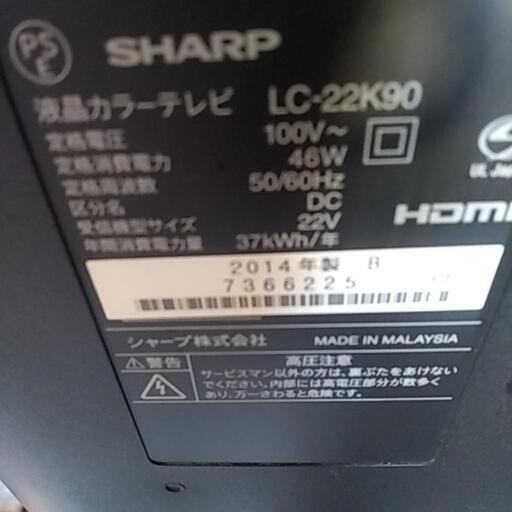 PS
E
SHARP
液晶カラーテレビ LC-22K90
定格電圧 100V~
定格消費電力 46W
定格周波数 50/60Hz
区分名 DC
受信機型サイズ 22V
年間消費電力量 37kWh/年
UL Jap
HDMI
2014年製 B
7366225
シャープ株式会社 MADE IN MALAYSIA
⚠警告 高圧注意
サービスマン以外の方は、裏ぶたをあけない
でください。内部には高電圧部分が数多く
あり、万一さわると危険です。